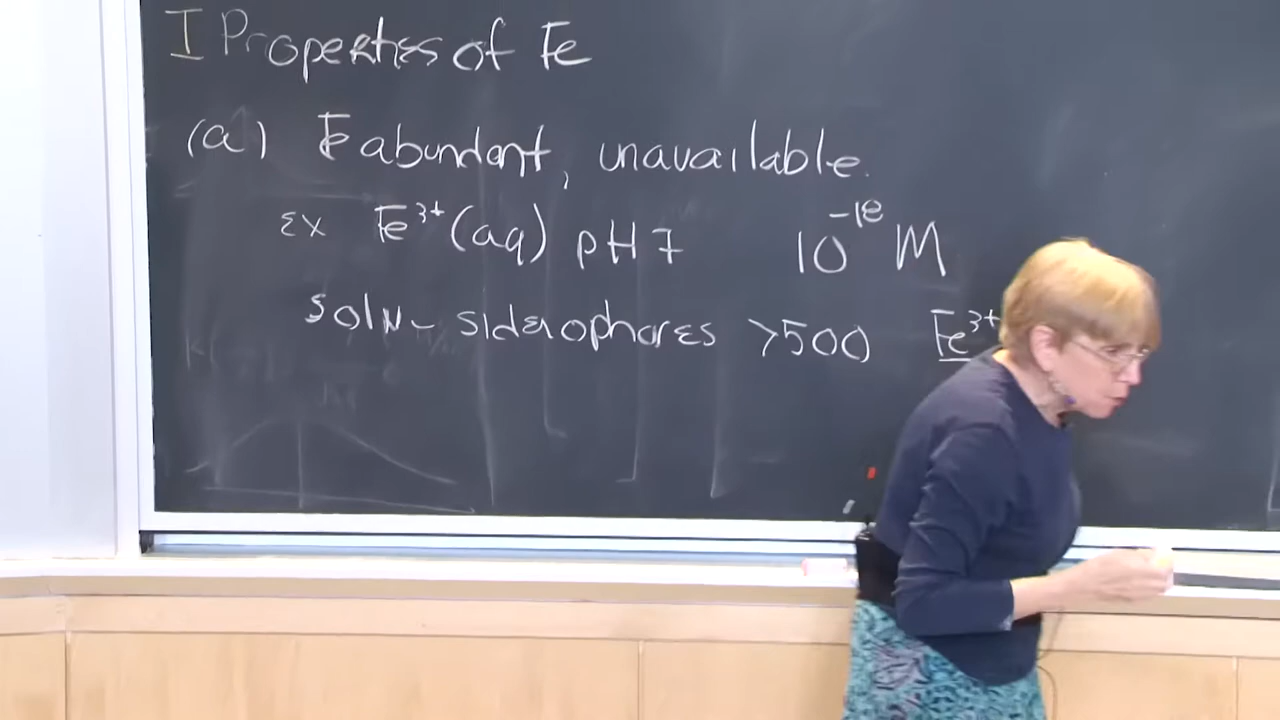 I Properties of Fe
(a) Fe abundant, unavailable.
Ex Fe³⁺(aq) pH 7 10⁻¹⁸ M
Soln - siderophores >500 Fe³⁺